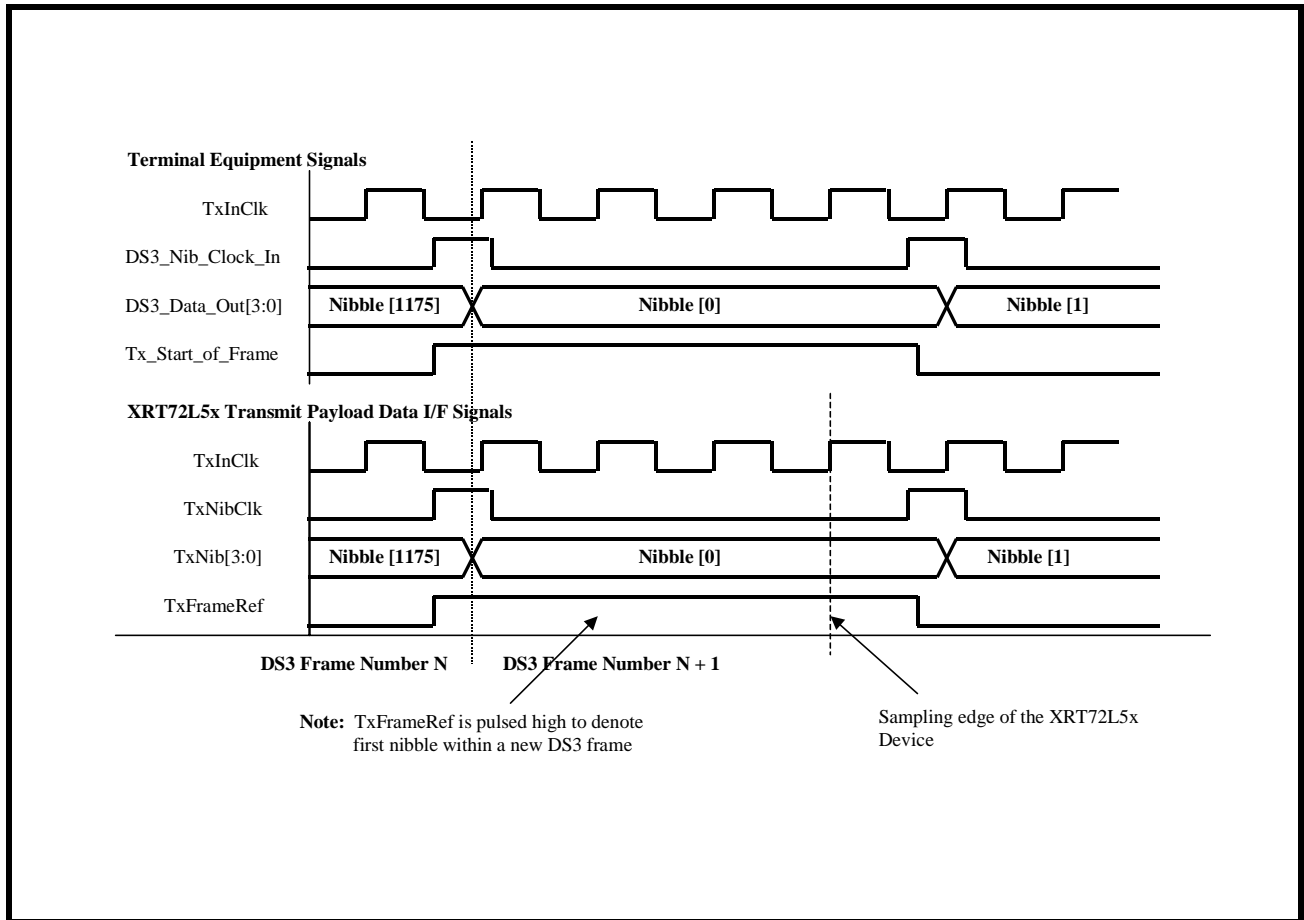 Terminal Equipment Signals
TxInClk
DS3_Nib_Clock_In
DS3_Data_Out[3:0] Nibble [1175] Nibble [0] Nibble [1]
Tx_Start_of_Frame
XRT72L5x Transmit Payload Data I/F Signals
TxInClk
TxNibClk
TxNib[3:0] Nibble [1175] Nibble [0] Nibble [1]
TxFrameRef
DS3 Frame Number N DS3 Frame Number N + 1
Note: TxFrameRef is pulsed high to denote
first nibble within a new DS3 frame
Sampling edge of the XRT72L5x
Device